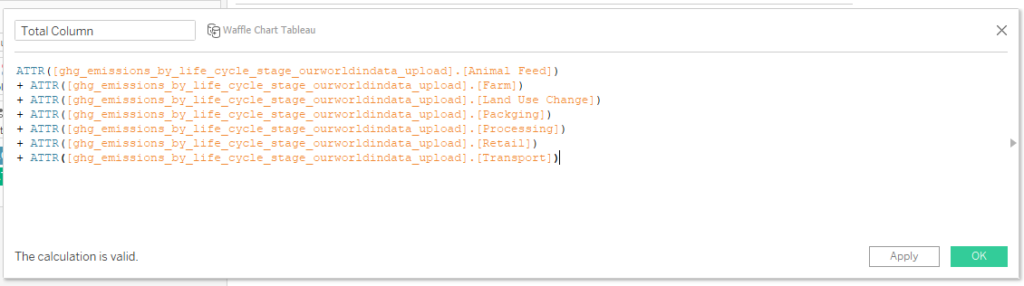 Total Column
Waffle Chart Tableau
ATTR([ghg_emissions_by_life_cycle_stage_ourworldindata_upload].[Animal Feed])
+ ATTR([ghg_emissions_by_life_cycle_stage_ourworldindata_upload].[Farm])
+ ATTR([ghg_emissions_by_life_cycle_stage_ourworldindata_upload].[Land Use Change])
+ ATTR([ghg_emissions_by_life_cycle_stage_ourworldindata_upload].[Packging])
+ ATTR([ghg_emissions_by_life_cycle_stage_ourworldindata_upload].[Processing])
+ ATTR([ghg_emissions_by_life_cycle_stage_ourworldindata_upload].[Retail])
+ ATTR([ghg_emissions_by_life_cycle_stage_ourworldindata_upload].[Transport])
The calculation is valid.
Apply
OK